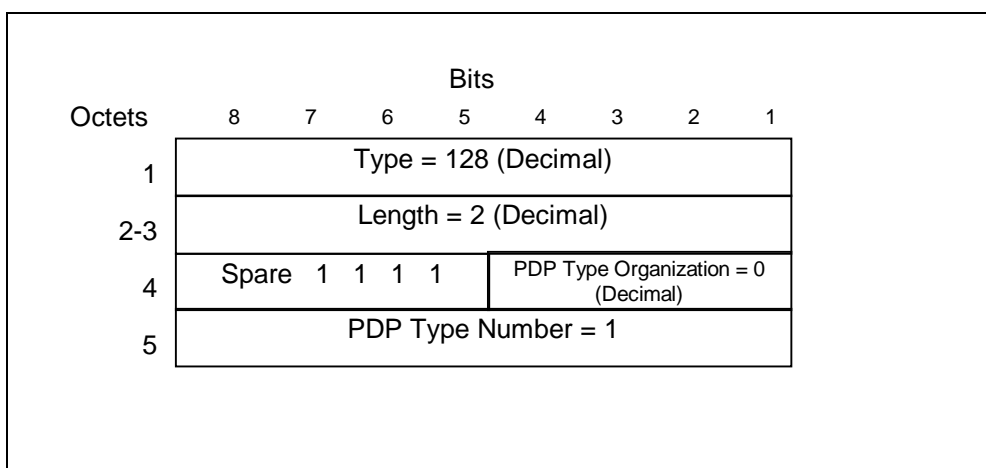 Bits
Octets 8 7 6 5 4 3 2 1
1 Type = 128 (Decimal)
2-3 Length = 2 (Decimal)
4 Spare 1 1 1 1 PDP Type Organization = 0
(Decimal)
5 PDP Type Number = 1